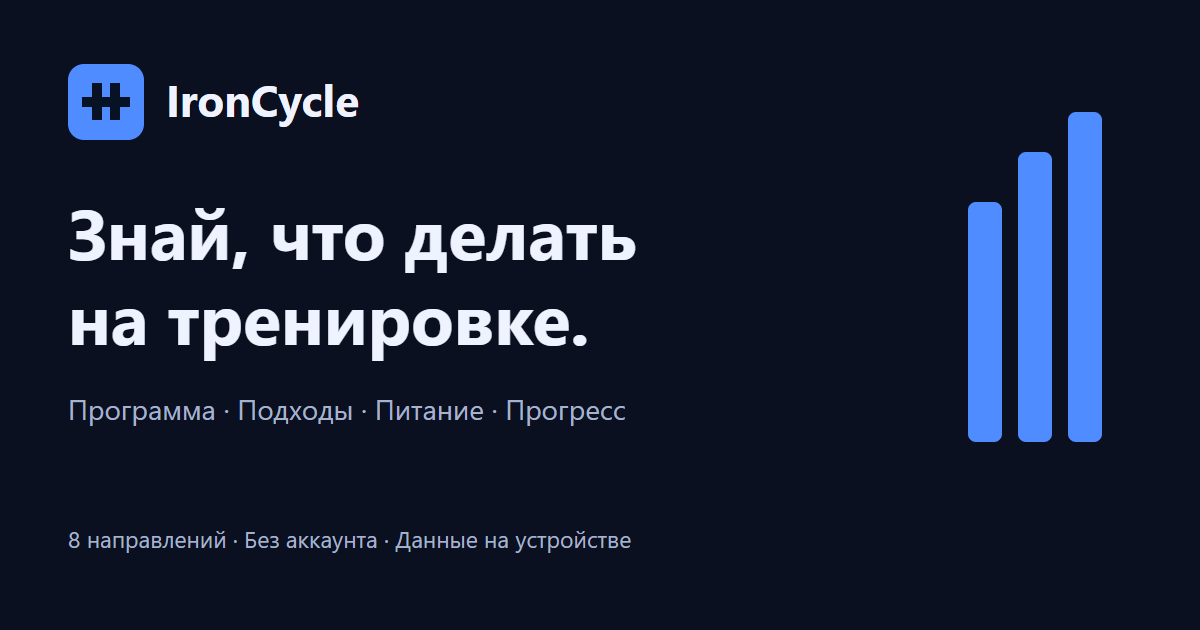 IronCycle
Знай, что делать
на тренировке.
Программа · Подходы · Питание · Прогресс
8 направлений · Без аккаунта · Данные на устройстве